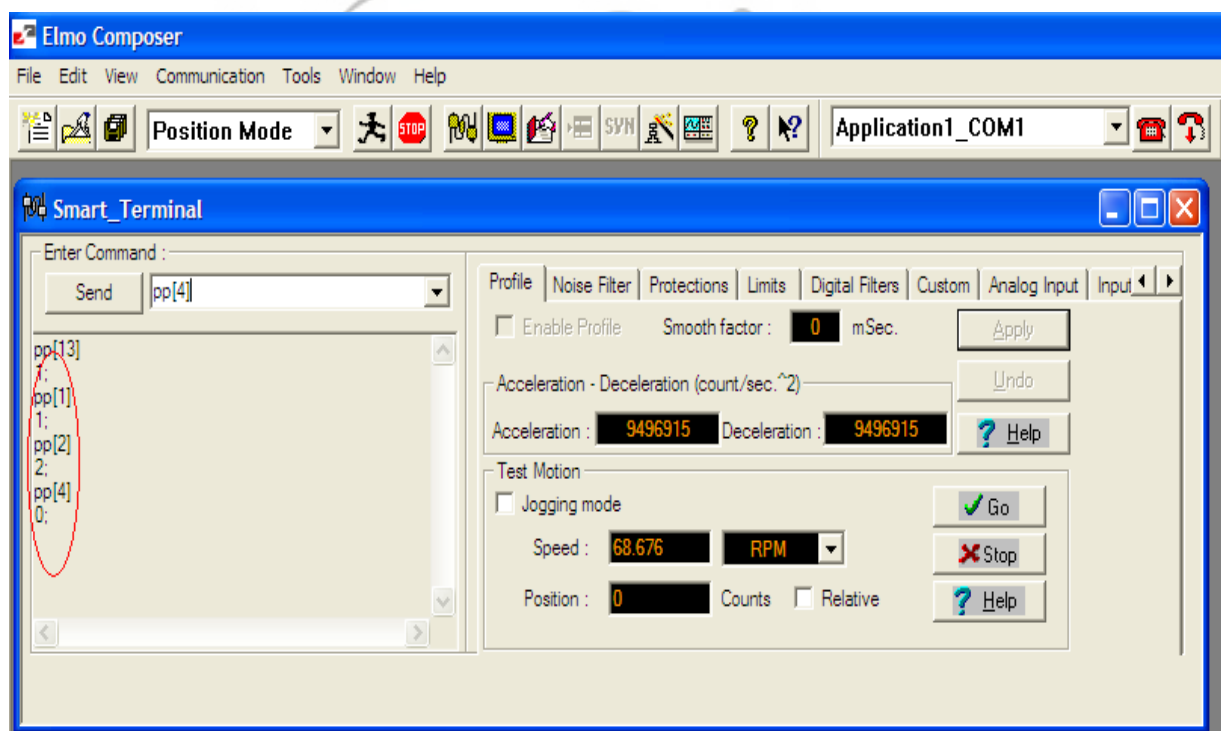 Elmo Composer
File Edit View Communication Tools Window Help
Position Mode STOP SYN Application1_COM1
Smart_Terminal
Enter Command :
Send pp[4]
pp[13]
1;
pp[1]
1;
pp[2]
2;
pp[4]
0;
Profile Noise Filter Protections Limits Digital Filters Custom Analog Input Input
Enable Profile Smooth factor : 0 mSec. Apply
Acceleration - Deceleration (count/sec.^2) Undo
Acceleration : 9496915 Deceleration : 9496915 ? Help
Test Motion
Jogging mode Go
Speed : 68.676 RPM Stop
Position : 0 Counts Relative ? Help